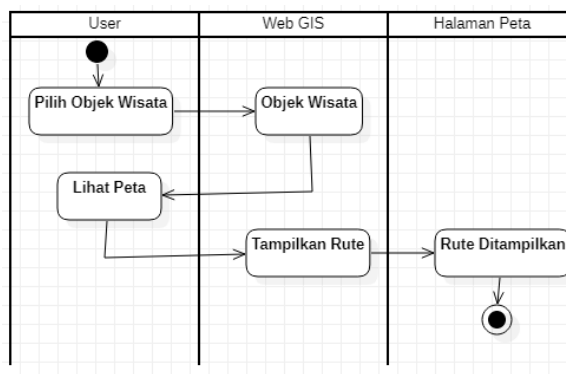 User
Web GIS
Halaman Peta
Pilih Objek Wisata
Objek Wisata
Lihat Peta
Tampilkan Rute
Rute Ditampilkan